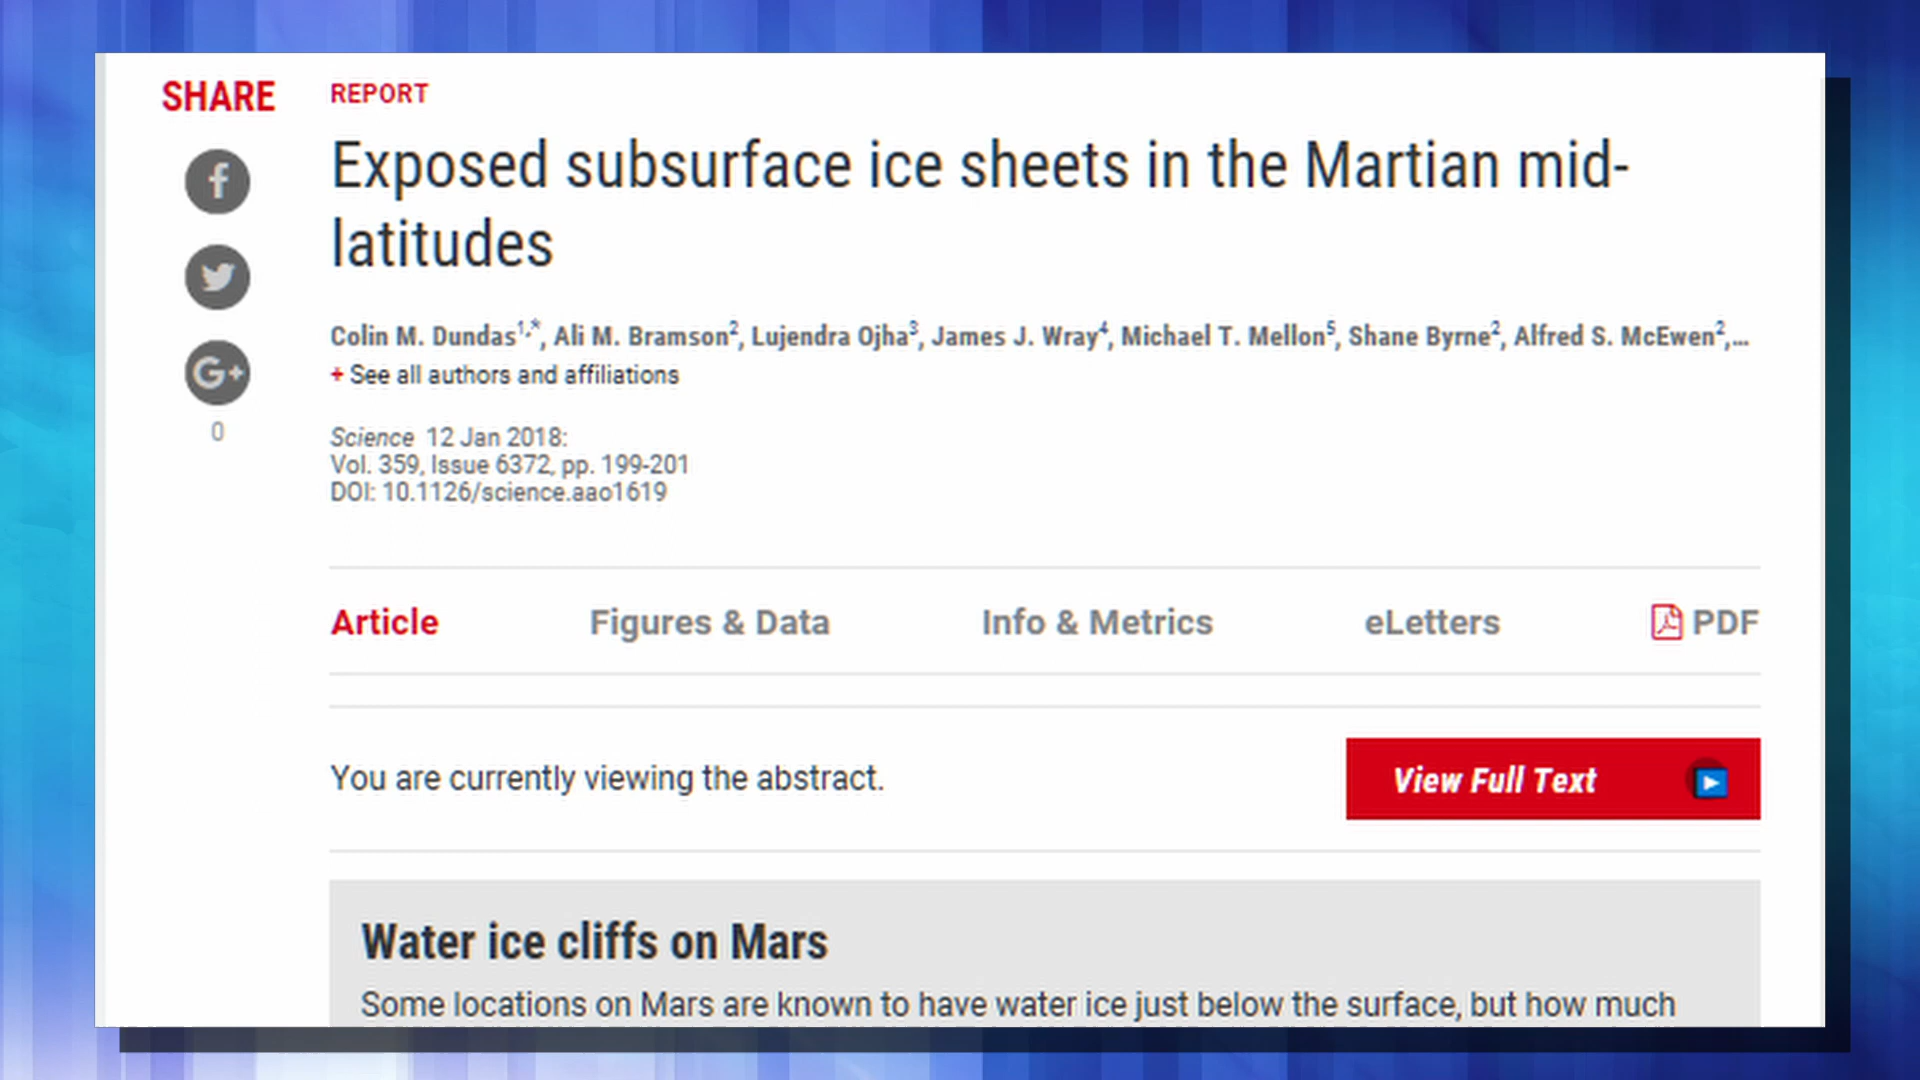 SHARE
REPORT
Exposed subsurface ice sheets in the Martian mid-
latitudes
Colin M. Dundas1,*, Ali M. Bramson2, Lujendra Ojha3, James J. Wray4, Michael T. Mellon5, Shane Byrne2, Alfred S. McEwen2,...
+ See all authors and affiliations
0
Science 12 Jan 2018:
Vol. 359, Issue 6372, pp. 199-201
DOI: 10.1126/science.aao1619
Article Figures & Data Info & Metrics eLetters PDF
You are currently viewing the abstract.
View Full Text
Water ice cliffs on Mars
Some locations on Mars are known to have water ice just below the surface, but how much